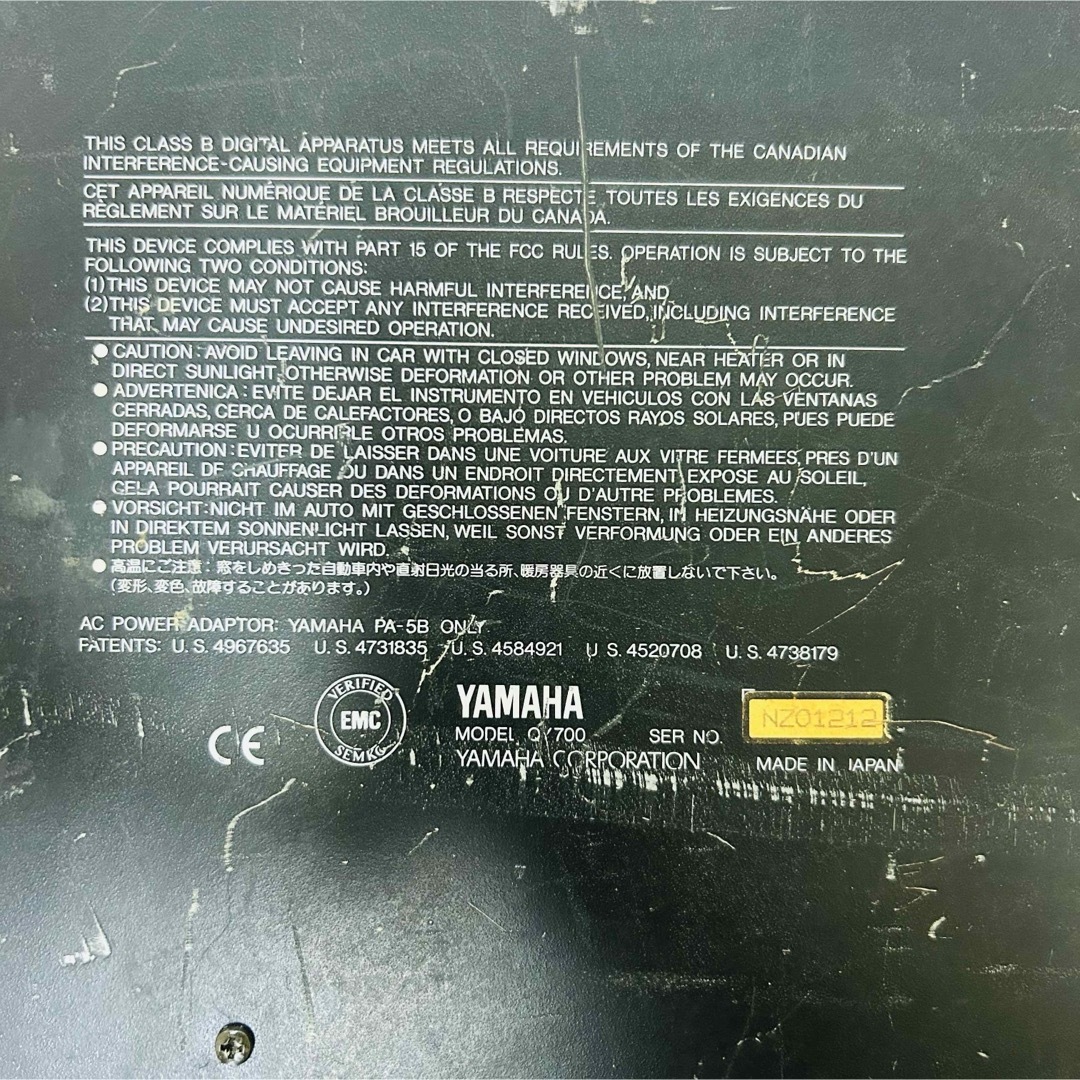 THIS CLASS B DIGITAL APPARATUS MEETS ALL REQUIREMENTS OF THE CANADIAN
INTERFERENCE-CAUSING EQUIPMENT REGULATIONS.
CET APPAREIL NUMÉRIQUE DE LA CLASSE B RESPECTE TOUTES LES EXIGENCES DU
RÈGLEMENT SUR LE MATÉRIEL BROUILLEUR DU CANADA.
THIS DEVICE COMPLIES WITH PART 15 OF THE FCC RULES. OPERATION IS SUBJECT TO THE
FOLLOWING TWO CONDITIONS:
(1) THIS DEVICE MAY NOT CAUSE HARMFUL INTERFERENCE, AND
(2) THIS DEVICE MUST ACCEPT ANY INTERFERENCE RECEIVED, INCLUDING INTERFERENCE
THAT MAY CAUSE UNDESIRED OPERATION.
● CAUTION: AVOID LEAVING IN CAR WITH CLOSED WINDOWS, NEAR HEATER OR IN
DIRECT SUNLIGHT, OTHERWISE DEFORMATION OR OTHER PROBLEM MAY OCCUR.
● ADVERTENICA: EVITE DEJAR EL INSTRUMENTO EN VEHICULOS CON LAS VENTANAS
CERRADAS, CERCA DE CALEFACTORES, O BAJO DIRECTOS RAYOS SOLARES, PUES PUEDE
DEFORMARSE U OCURRIRLE OTROS PROBLEMAS.
● PRECAUTION: EVITER DE LAISSER DANS UNE VOITURE AUX VITRE FERMEES, PRES D'UN
APPAREIL DE CHAUFFAGE OU DANS UN ENDROIT DIRECTEMENT EXPOSE AU SOLEIL,
CELA POURRAIT CAUSER DES DEFORMATIONS OU D'AUTRE PROBLEMES.
● VORSICHT: NICHT IM AUTO MIT GESCHLOSSENEN FENSTERN, IM HEIZUNGSNÄHE ODER
IN DIREKTEM SONNENLICHT LASSEN, WEIL SONST VERFORMUNG ODER EIN ANDERES
PROBLEM VERURSACHT WIRD.
● 高温にご注意：窓をしめきった自動車内や直射日光の当る所、暖房器具の近くに放置しないで下さい。
(変形、変色、故障することがあります。)
AC POWER ADAPTOR: YAMAHA PA-5B ONLY
PATENTS: U.S. 4967635 U.S. 4731835 U.S. 4584921 U.S. 4520708 U.S. 4738179
CE
VERIFIED
EMC
SEMKO
YAMAHA
MODEL QY700 SER NO. NZ01212
YAMAHA CORPORATION MADE IN JAPAN